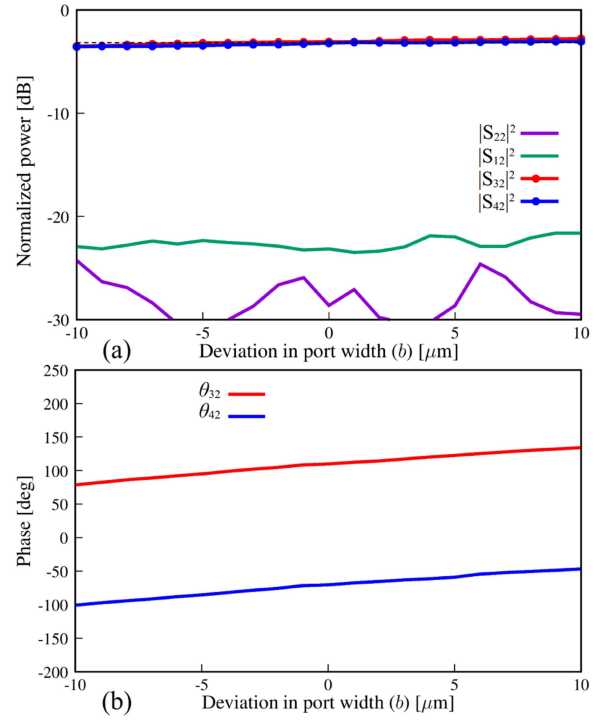 0
-10
-20
-30
Normalized power [dB]
|S₂₂|²
|S₁₂|²
|S₃₂|²
|S₄₂|²
-10 -5 0 5 10
(a) Deviation in port width (b) [μm]
250
200
150
100
50
0
-50
-100
-150
-200
Phase [deg]
θ₃₂
θ₄₂
-10 -5 0 5 10
(b) Deviation in port width (b) [μm]